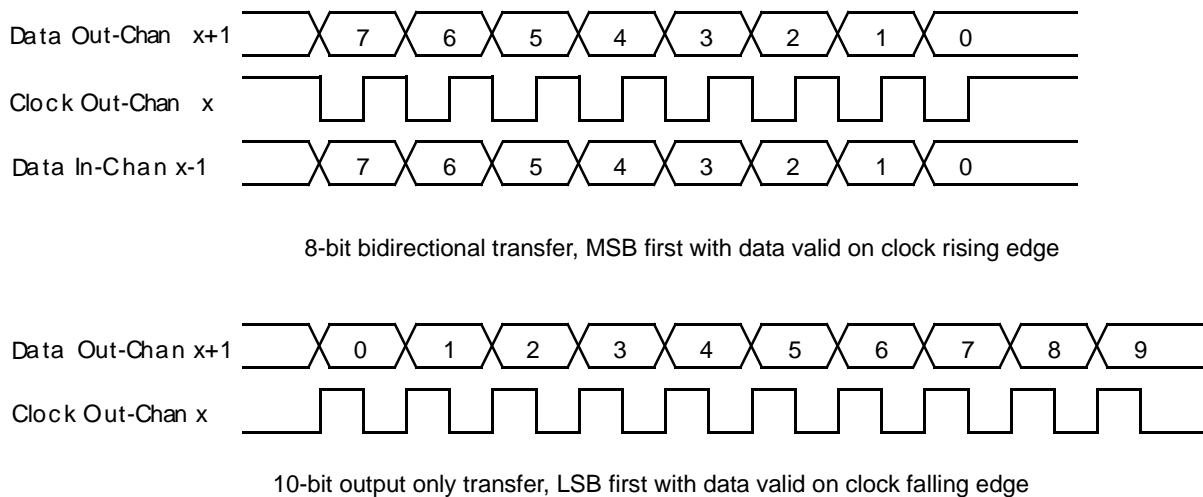 Data Out-Chan x+1 7 6 5 4 3 2 1 0
Clock Out-Chan x
Data In-Chan x-1 7 6 5 4 3 2 1 0
8-bit bidirectional transfer, MSB first with data valid on clock rising edge
Data Out-Chan x+1 0 1 2 3 4 5 6 7 8 9
Clock Out-Chan x
10-bit output only transfer, LSB first with data valid on clock falling edge